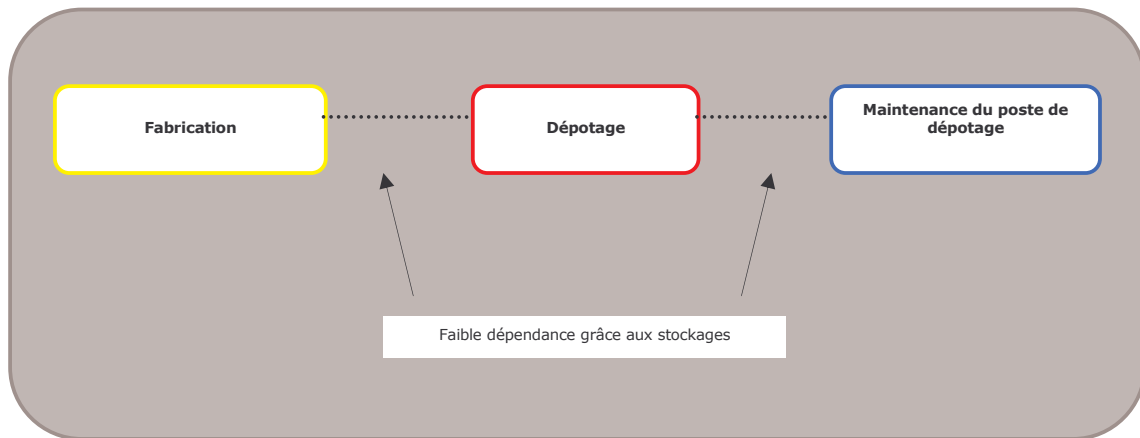 Fabrication
Dépotage
Maintenance du poste de
dépotage
Faible dépendance grâce aux stockages